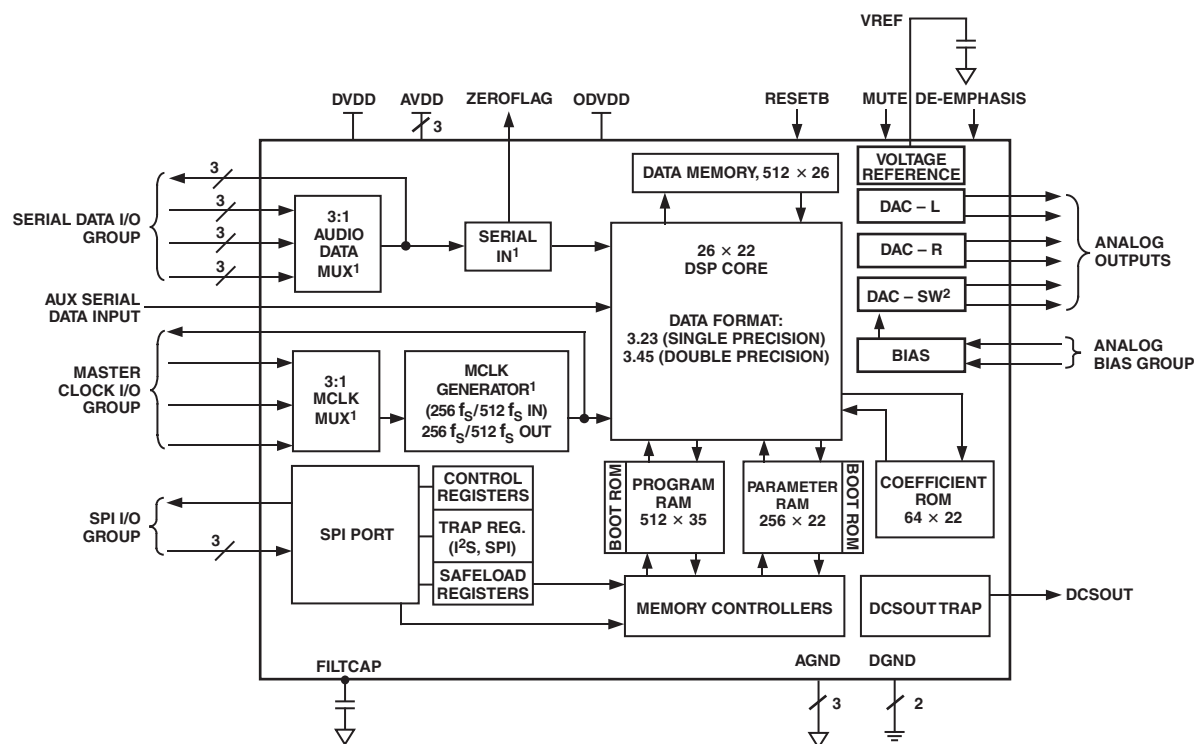 VREF
DVDD
AVDD
3
ZEROFLAG
ODVDD
RESETB
MUTE
DE-EMPHASIS
SERIAL DATA I/O
GROUP
3
3
3
3
3:1
AUDIO
DATA
MUX1
SERIAL
IN1
DATA MEMORY, 512 × 26
26 × 22
DSP CORE
DATA FORMAT:
3.23 (SINGLE PRECISION)
3.45 (DOUBLE PRECISION)
VOLTAGE
REFERENCE
DAC – L
DAC – R
DAC – SW2
BIAS
ANALOG
OUTPUTS
ANALOG
BIAS GROUP
AUX SERIAL
DATA INPUT
MASTER
CLOCK I/O
GROUP
3:1
MCLK
MUX1
MCLK
GENERATOR1
(256 fS/512 fS IN)
256 fS/512 fS OUT
SPI I/O
GROUP
3
SPI PORT
CONTROL
REGISTERS
TRAP REG.
(I2S, SPI)
SAFELOAD
REGISTERS
BOOT ROM
PROGRAM
RAM
512 × 35
PARAMETER
RAM
256 × 22
BOOT ROM
COEFFICIENT
ROM
64 × 22
MEMORY CONTROLLERS
DCSOUT TRAP
DCSOUT
FILTCAP
AGND
3
DGND
2